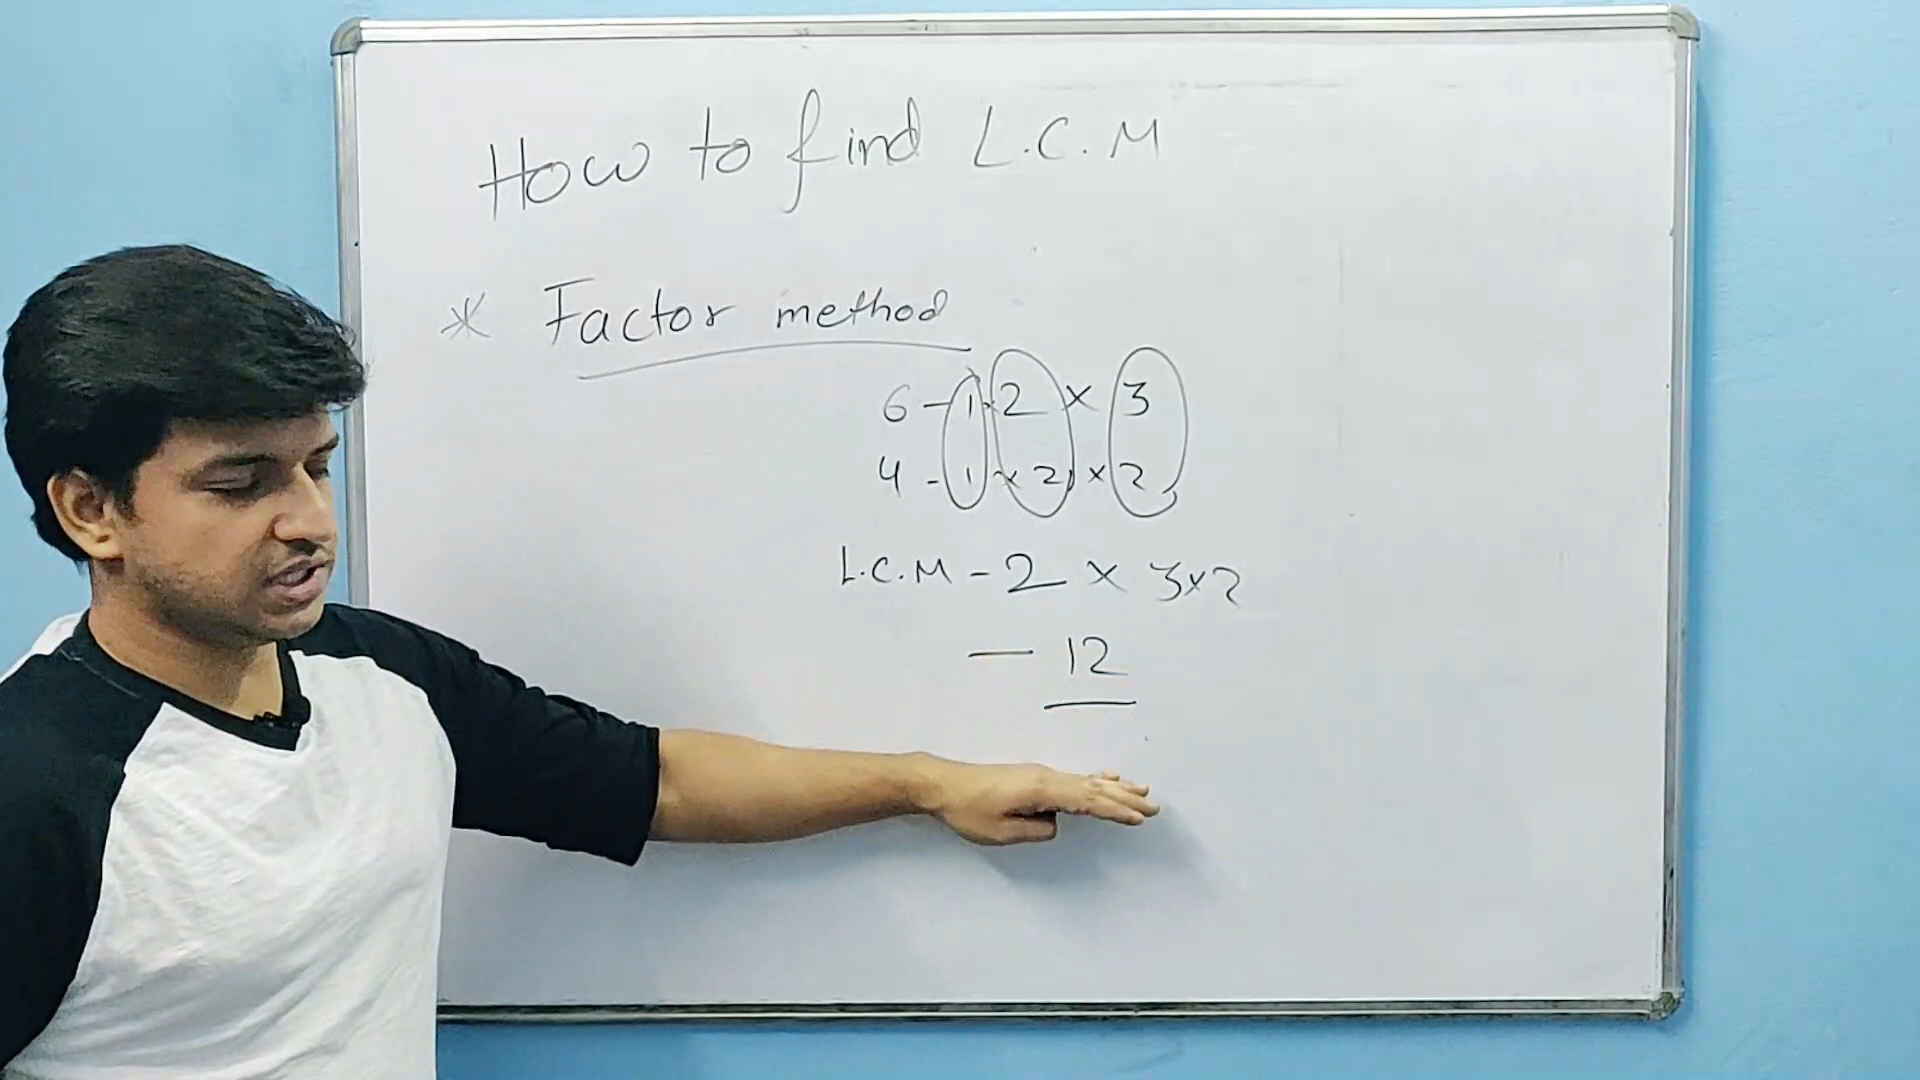 How to find L.C.M
* Factor method
6 - 1 × 2 × 3
4 - 1 × 2 × 2
L.C.M - 2 × 3 × 2
— 12